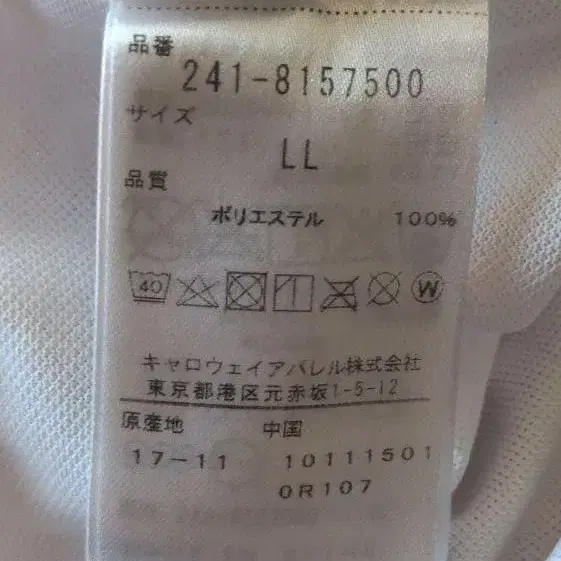 品番
241-8157500
サイズ
LL
品質
ポリエステル 100%
40 W
キャロウェイアパレル株式会社
東京都港区元赤坂1-5-12
原産地 中国
17-11 10111501
0R107